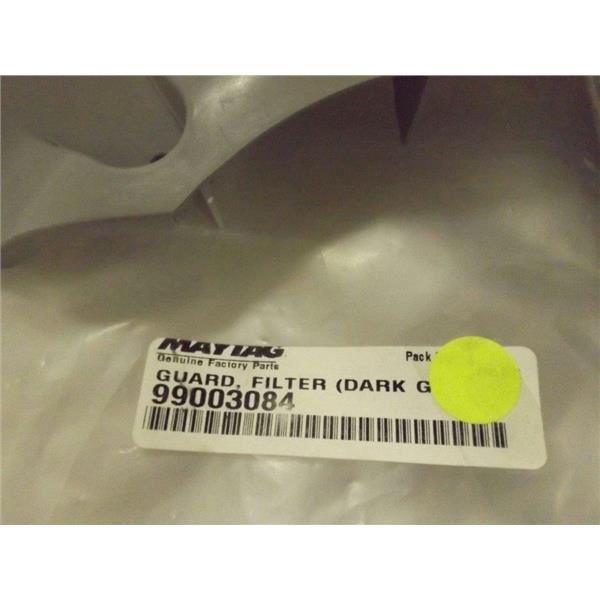 MAYTAG
Genuine Factory Parts Pack
GUARD, FILTER (DARK G
99003084